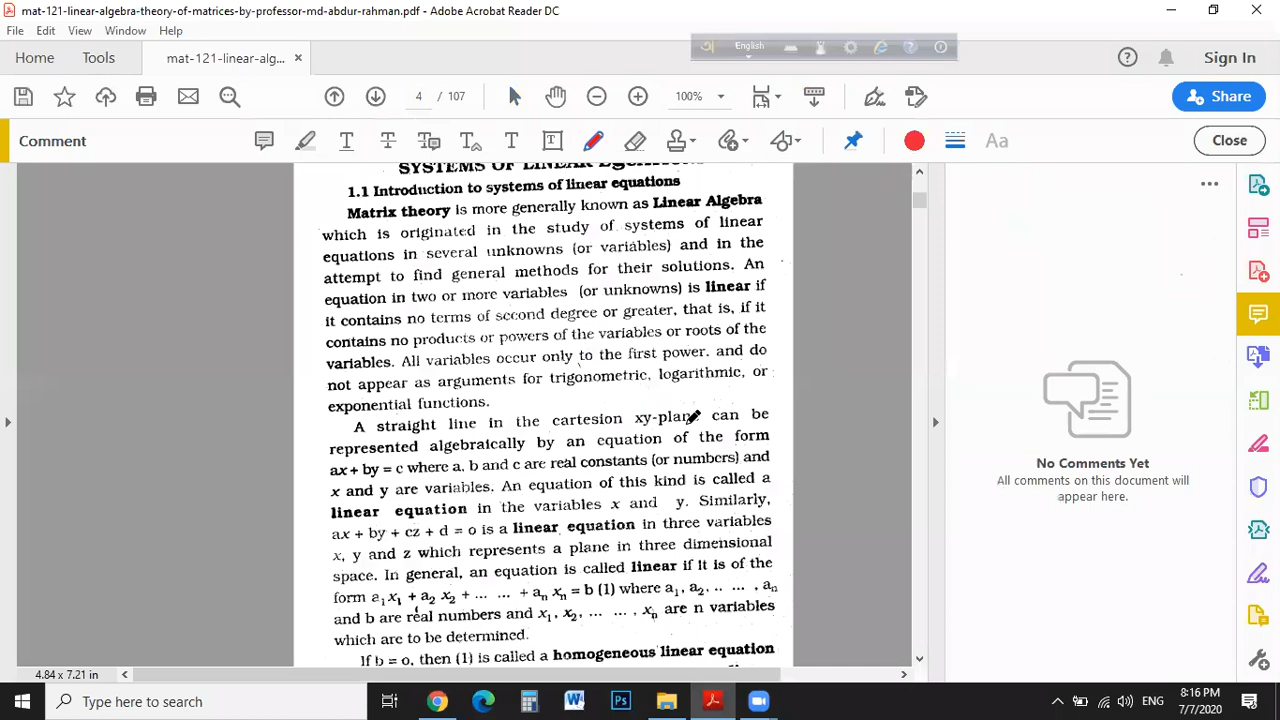 mat-121-linear-algebra-theory-of-matrices-by-professor-md-abdur-rahman.pdf - Adobe Acrobat Reader DC
File Edit View Window Help
English
Home Tools mat-121-linear-alg... Sign In
4 / 107 100% Share
Comment Close
SYSTEMS OF LINEAR
1.1 Introduction to systems of linear equations
Matrix theory is more generally known as Linear Algebra
which is originated in the study of systems of linear
equations in several unknowns (or variables) and in the
attempt to find general methods for their solutions. An
equation in two or more variables (or unknowns) is linear if
it contains no terms of second degree or greater, that is, if it
contains no products or powers of the variables or roots of the
variables. All variables occur only to the first power. and do
not appear as arguments for trigonometric, logarithmic, or
exponential functions.
A straight line in the cartesion xy-plane can be
represented algebraically by an equation of the form
ax + by = c where a, b and c are real constants (or numbers) and
x and y are variables. An equation of this kind is called a
linear equation in the variables x and y. Similarly,
ax + by + cz + d = o is a linear equation in three variables
x, y and z which represents a plane in three dimensional
space. In general, an equation is called linear if it is of the
form a₁x₁ + a₂ x₂ + ... ... + aₙ xₙ = b (1) where a₁, a₂, ... ..., aₙ
and b are real numbers and x₁, x₂, ... ..., xₙ are n variables
which are to be determined.
If b = o, then (1) is called a homogeneous linear equation
No Comments Yet
All comments on this document will
appear here.
4.84 x 7.21 in
Type here to search
ENG
8:16 PM
7/7/2020